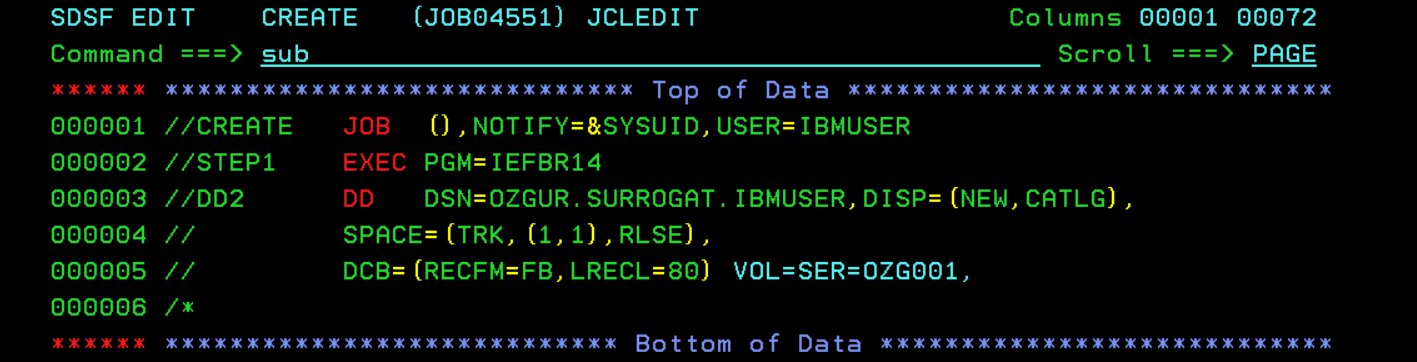 SDSF EDIT    CREATE   (JOB04551) JCLEDIT                   Columns 00001 00072
Command ===> sub                                              Scroll ===> PAGE
****** ***************************** Top of Data ******************************
000001 //CREATE   JOB  (),NOTIFY=&SYSUID,USER=IBMUSER
000002 //STEP1    EXEC PGM=IEFBR14
000003 //DD2      DD   DSN=OZGUR.SURROGAT.IBMUSER,DISP=(NEW,CATLG),
000004 //         SPACE=(TRK,(1,1),RLSE),
000005 //         DCB=(RECFM=FB,LRECL=80) VOL=SER=OZG001,
000006 /*
****** **************************** Bottom of Data ****************************